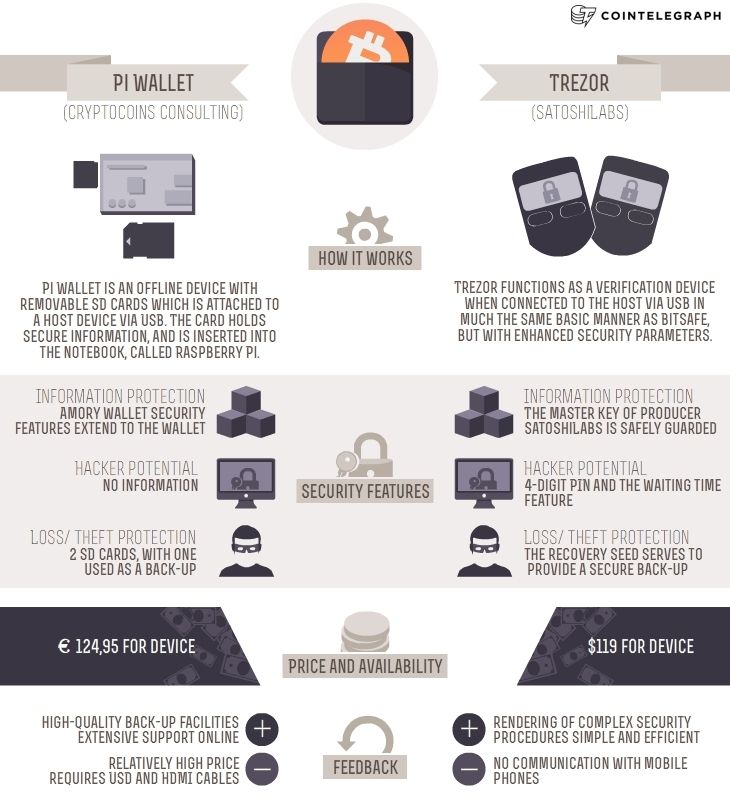 COINTELEGRAPH
PI WALLET
(CRYPTOCOINS CONSULTING)
TREZOR
(SATOSHILABS)
HOW IT WORKS
PI WALLET IS AN OFFLINE DEVICE WITH
REMOVABLE SD CARDS WHICH IS ATTACHED TO
A HOST DEVICE VIA USB. THE CARD HOLDS
SECURE INFORMATION, AND IS INSERTED INTO
THE NOTEBOOK, CALLED RASPBERRY PI.
TREZOR FUNCTIONS AS A VERIFICATION DEVICE
WHEN CONNECTED TO THE HOST VIA USB IN
MUCH THE SAME BASIC MANNER AS BITSAFE,
BUT WITH ENHANCED SECURITY PARAMETERS.
SECURITY FEATURES
INFORMATION PROTECTION
AMORY WALLET SECURITY
FEATURES EXTEND TO THE WALLET
HACKER POTENTIAL
NO INFORMATION
LOSS/ THEFT PROTECTION
2 SD CARDS, WITH ONE
USED AS A BACK-UP
INFORMATION PROTECTION
THE MASTER KEY OF PRODUCER
SATOSHILABS IS SAFELY GUARDED
HACKER POTENTIAL
4-DIGIT PIN AND THE WAITING TIME
FEATURE
LOSS/ THEFT PROTECTION
THE RECOVERY SEED SERVES TO
PROVIDE A SECURE BACK-UP
PRICE AND AVAILABILITY
€ 124,95 FOR DEVICE
$119 FOR DEVICE
FEEDBACK
HIGH-QUALITY BACK-UP FACILITIES
EXTENSIVE SUPPORT ONLINE
RELATIVELY HIGH PRICE
REQUIRES USD AND HDMI CABLES
RENDERING OF COMPLEX SECURITY
PROCEDURES SIMPLE AND EFFICIENT
NO COMMUNICATION WITH MOBILE
PHONES